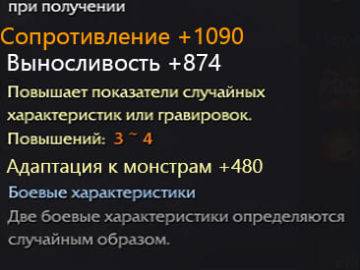 при получении
Сопротивление +1090
Выносливость +874
Повышает показатели случайных
характеристик или гравировок.
Повышений: 3 ~ 4
Адаптация к монстрам +480
Боевые характеристики
Две боевые характеристики определяются
случайным образом.